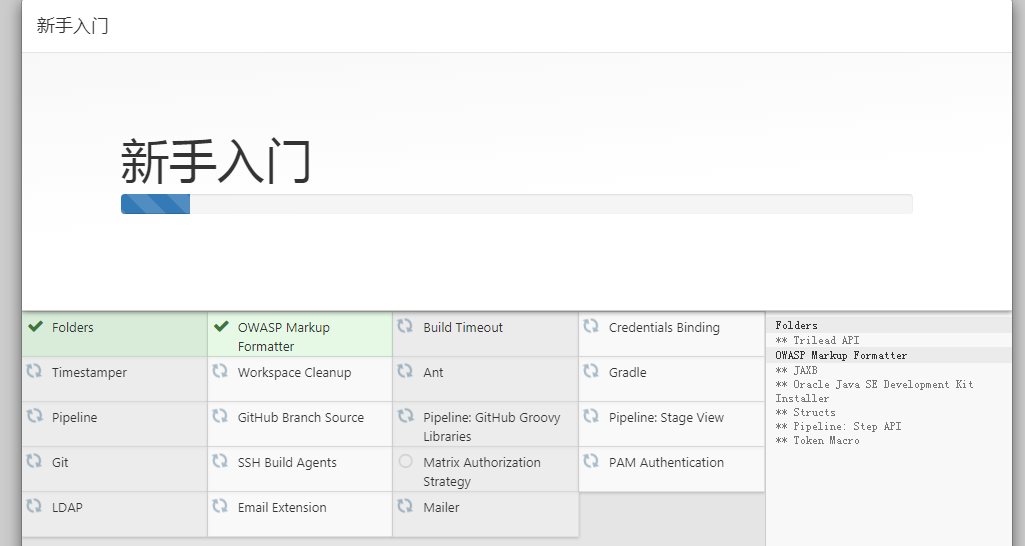 新手入门
新手入门
Folders
OWASP Markup
Formatter
Build Timeout
Credentials Binding
Timestamper
Workspace Cleanup
Ant
Gradle
Pipeline
GitHub Branch Source
Pipeline: GitHub Groovy
Libraries
Pipeline: Stage View
Git
SSH Build Agents
Matrix Authorization
Strategy
PAM Authentication
LDAP
Email Extension
Mailer
Folders
** Trilead API
OWASP Markup Formatter
** JAXB
** Oracle Java SE Development Kit
Installer
** Structs
** Pipeline: Step API
** Token Macro